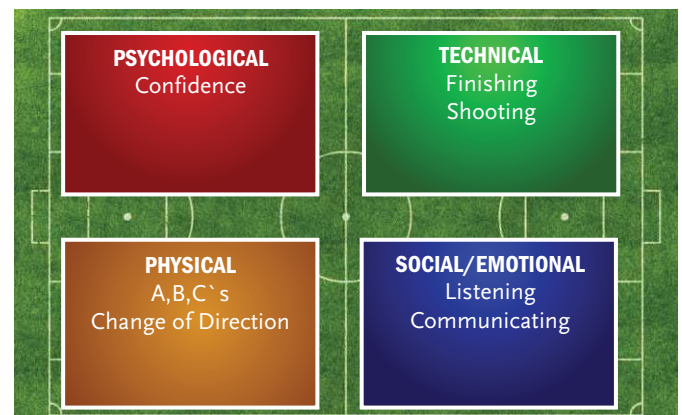 PSYCHOLOGICAL
Confidence
TECHNICAL
Finishing
Shooting
PHYSICAL
A,B,C`s
Change of Direction
SOCIAL/EMOTIONAL
Listening
Communicating